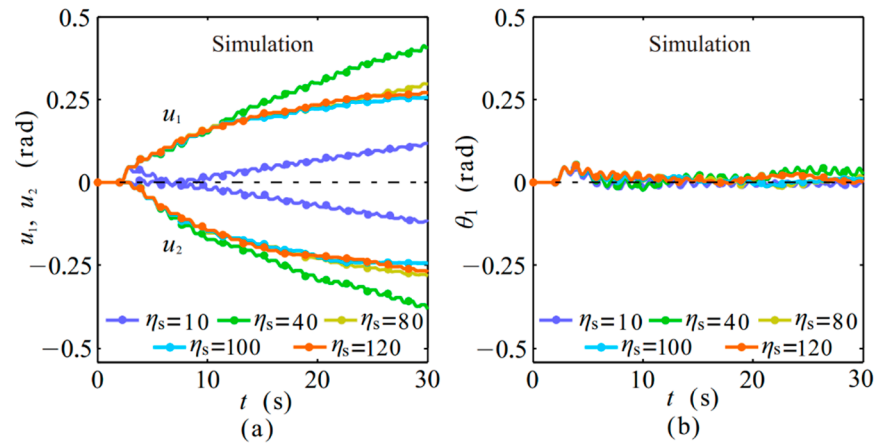 0.5
Simulation
0.25
u₁
0
u₂
−0.25
−0.5
u₁, u₂ (rad)
ηs=10 ηs=40 ηs=80
ηs=100 ηs=120
0 10 20 30
t (s)
(a)
0.5
Simulation
0.25
0
−0.25
−0.5
θ₁ (rad)
ηs=10 ηs=40 ηs=80
ηs=100 ηs=120
0 10 20 30
t (s)
(b)